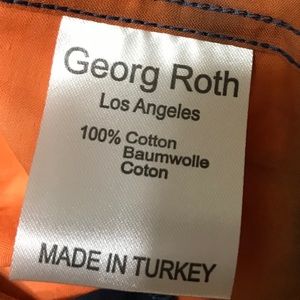 Georg Roth
Los Angeles
100% Cotton
Baumwolle
Coton
MADE IN TURKEY